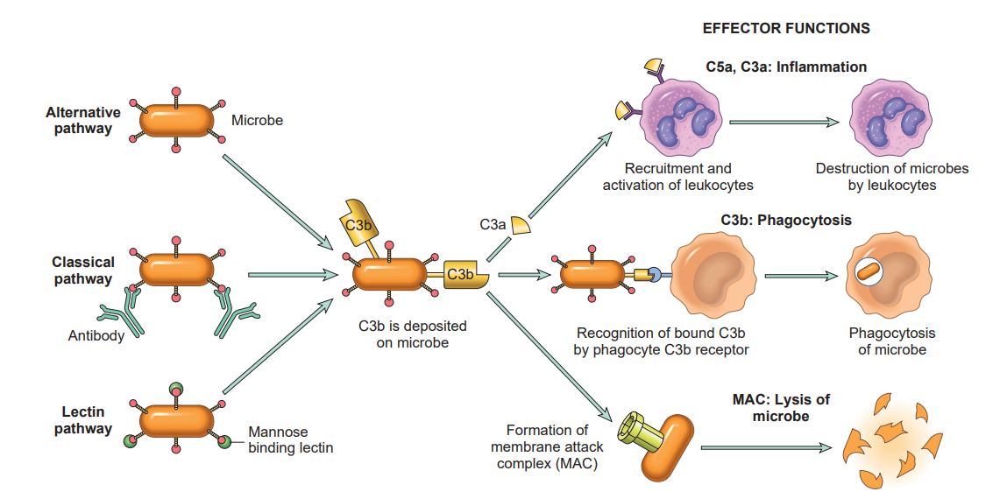 EFFECTOR FUNCTIONS
C5a, C3a: Inflammation
Alternative
pathway
Microbe
Recruitment and
activation of leukocytes
Destruction of microbes
by leukocytes
C3b
C3a
C3b: Phagocytosis
Classical
pathway
C3b
Antibody
C3b is deposited
on microbe
Recognition of bound C3b
by phagocyte C3b receptor
Phagocytosis
of microbe
Lectin
pathway
Mannose
binding lectin
Formation of
membrane attack
complex (MAC)
MAC: Lysis of
microbe